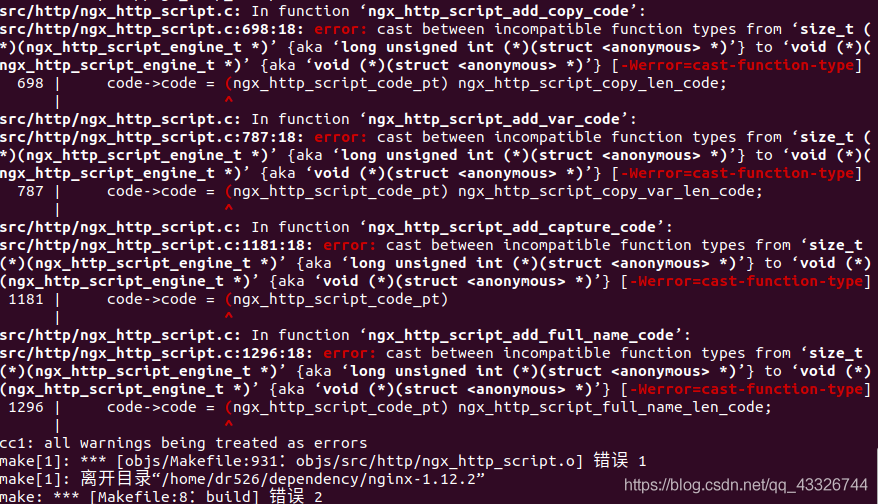 src/http/ngx_http_script.c: In function ‘ngx_http_script_add_copy_code’:
src/http/ngx_http_script.c:698:18: error: cast between incompatible function types from ‘size_t (
*)(ngx_http_script_engine_t *)’ {aka ‘long unsigned int (*)(struct <anonymous> *)’} to ‘void (*)(
ngx_http_script_engine_t *)’ {aka ‘void (*)(struct <anonymous> *)’} [-Werror=cast-function-type]
698 |     code->code = (ngx_http_script_code_pt) ngx_http_script_copy_len_code;
|                  ^
src/http/ngx_http_script.c: In function ‘ngx_http_script_add_var_code’:
src/http/ngx_http_script.c:787:18: error: cast between incompatible function types from ‘size_t (
*)(ngx_http_script_engine_t *)’ {aka ‘long unsigned int (*)(struct <anonymous> *)’} to ‘void (*)(
ngx_http_script_engine_t *)’ {aka ‘void (*)(struct <anonymous> *)’} [-Werror=cast-function-type]
787 |     code->code = (ngx_http_script_code_pt) ngx_http_script_copy_var_len_code;
|                  ^
src/http/ngx_http_script.c: In function ‘ngx_http_script_add_capture_code’:
src/http/ngx_http_script.c:1181:18: error: cast between incompatible function types from ‘size_t
(*)(ngx_http_script_engine_t *)’ {aka ‘long unsigned int (*)(struct <anonymous> *)’} to ‘void (*)
(ngx_http_script_engine_t *)’ {aka ‘void (*)(struct <anonymous> *)’} [-Werror=cast-function-type]
1181 |     code->code = (ngx_http_script_code_pt)
|                  ^
src/http/ngx_http_script.c: In function ‘ngx_http_script_add_full_name_code’:
src/http/ngx_http_script.c:1296:18: error: cast between incompatible function types from ‘size_t
(*)(ngx_http_script_engine_t *)’ {aka ‘long unsigned int (*)(struct <anonymous> *)’} to ‘void (*)
(ngx_http_script_engine_t *)’ {aka ‘void (*)(struct <anonymous> *)’} [-Werror=cast-function-type]
1296 |     code->code = (ngx_http_script_code_pt) ngx_http_script_full_name_len_code;
|                  ^
cc1: all warnings being treated as errors
make[1]: *** [objs/Makefile:931：objs/src/http/ngx_http_script.o] 错误 1
make[1]: 离开目录“/home/dr526/dependency/nginx-1.12.2”
make: *** [Makefile:8：build] 错误 2
https://blog.csdn.net/qq_43326744